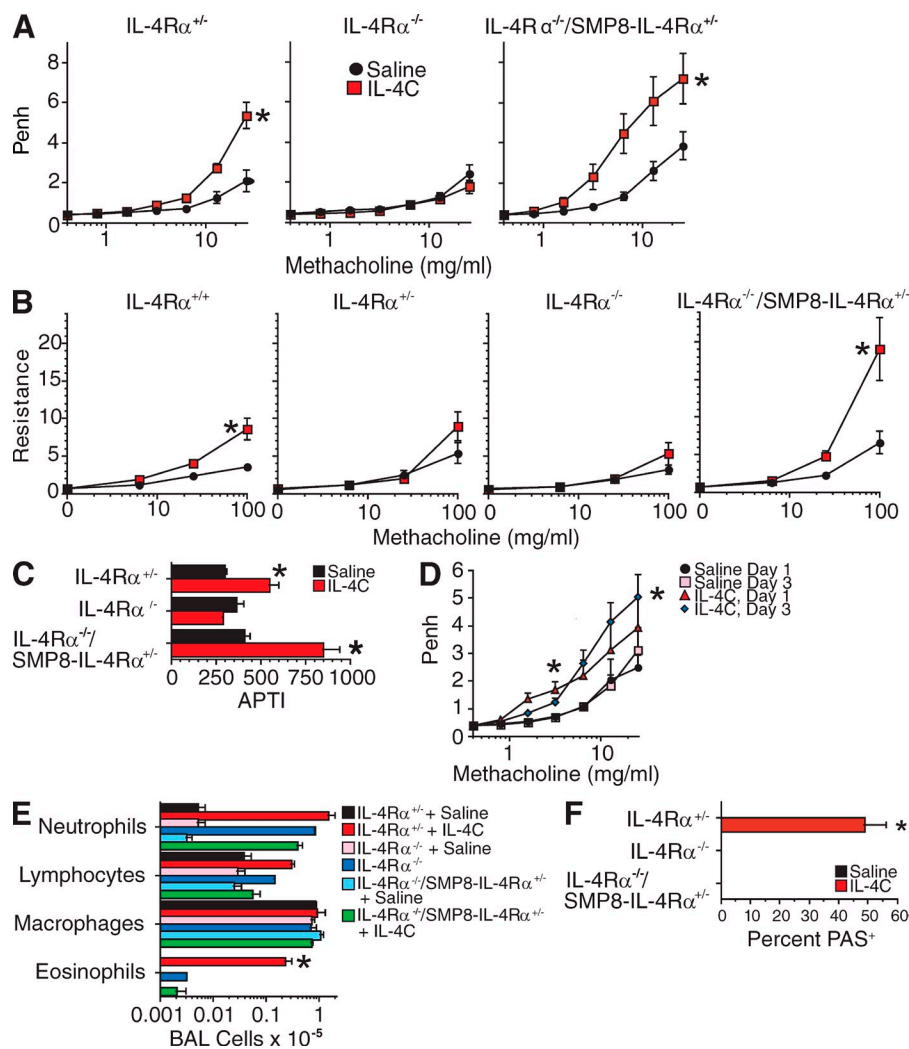 A
IL-4Rα+/-
IL-4Rα-/-
IL-4Rα-/-/SMP8-IL-4Rα+/-
8
6
4
2
0
Penh
Saline
IL-4C
*
*
1 10 1 10 1 10
Methacholine (mg/ml)
B
IL-4Rα+/+
IL-4Rα+/-
IL-4Rα-/-
IL-4Rα-/-/SMP8-IL-4Rα+/-
20
15
10
5
0
Resistance
*
*
0 10 100 0 10 100 0 10 100 0 10 100
Methacholine (mg/ml)
C
Saline
IL-4C
IL-4Rα+/-
IL-4Rα-/-
IL-4Rα-/-/
SMP8-IL-4Rα+/-
*
*
0 250 500 750 1000
APTI
D
Saline Day 1
Saline Day 3
IL-4C, Day 1
IL-4C, Day 3
6
5
4
3
2
1
0
Penh
*
*
1 10
Methacholine (mg/ml)
E
Neutrophils
Lymphocytes
Macrophages
Eosinophils
*
0.001 0.01 0.1 1
BAL Cells x 10-5
IL-4Rα+/- + Saline
IL-4Rα+/- + IL-4C
IL-4Rα-/- + Saline
IL-4Rα-/-
IL-4Rα-/-/SMP8-IL-4Rα+/-
+ Saline
IL-4Rα-/-/SMP8-IL-4Rα+/-
+ IL-4C
F
IL-4Rα+/-
IL-4Rα-/-
IL-4Rα-/-/
SMP8-IL-4Rα+/-
*
Saline
IL-4C
0 10 20 30 40 50 60
Percent PAS+